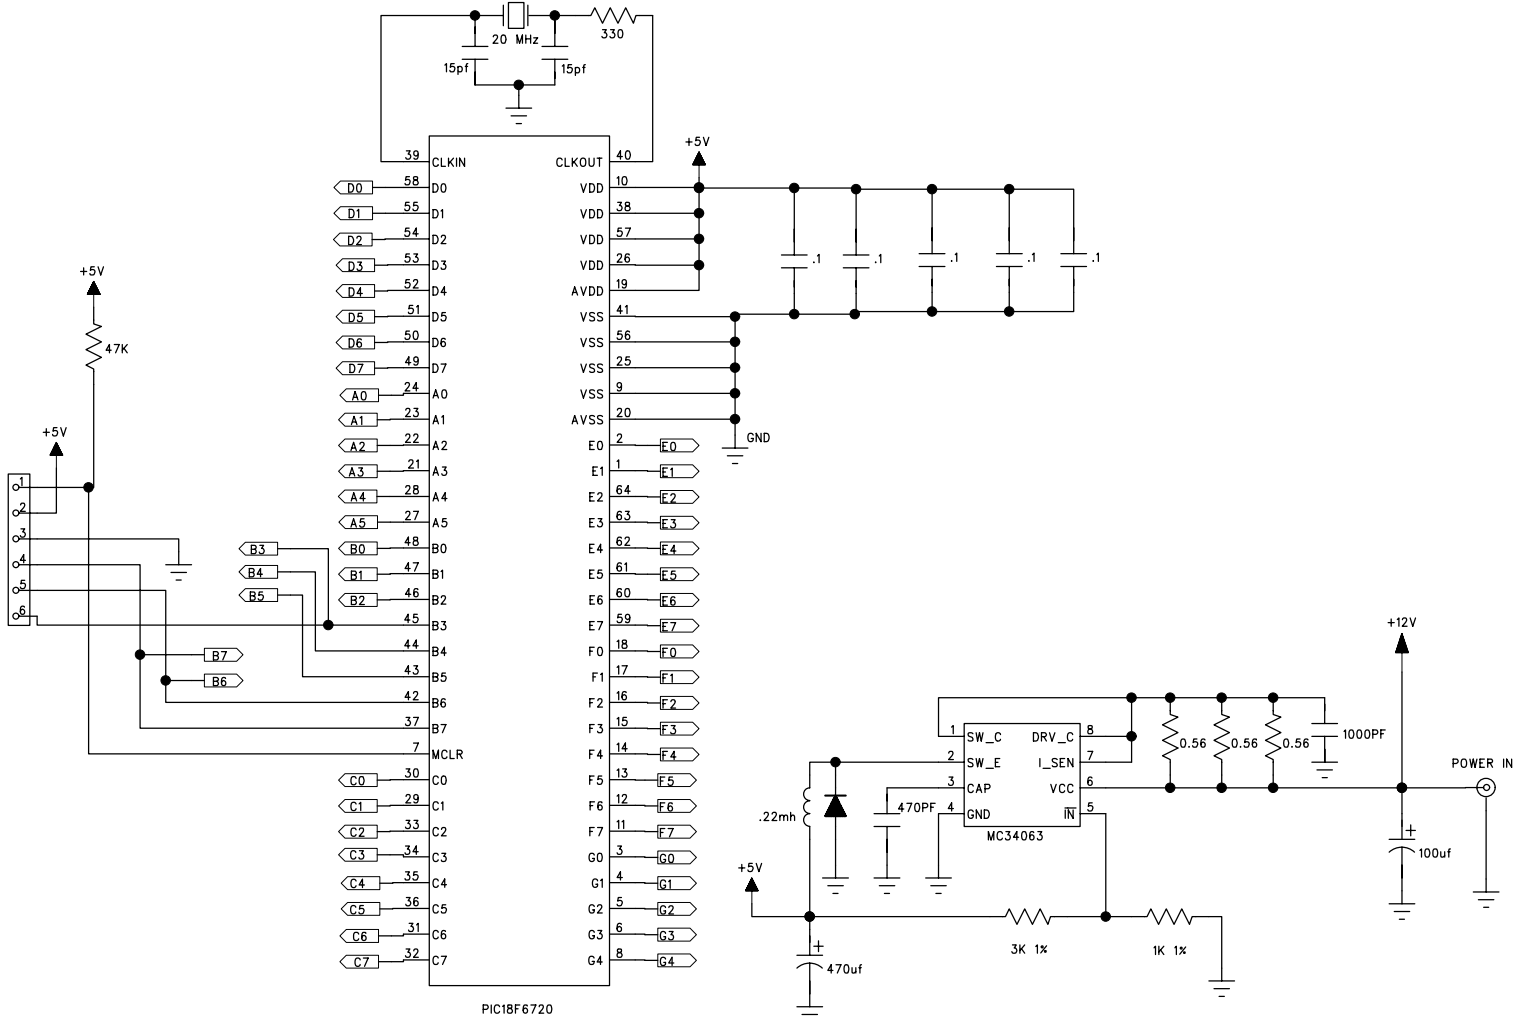 20 MHz
330
15pf
15pf
39 CLKIN
CLKOUT 40
+5V
D0 58 D0
VDD 10
D1 55 D1
VDD 38
D2 54 D2
VDD 57
D3 53 D3
VDD 26
.1 .1 .1 .1 .1
D4 52 D4
AVDD 19
D5 51 D5
VSS 41
D6 50 D6
VSS 56
D7 49 D7
VSS 25
A0 24 A0
VSS 9
A1 23 A1
AVSS 20
GND
A2 22 A2
E0 2 E0
A3 21 A3
E1 1 E1
A4 28 A4
E2 64 E2
A5 27 A5
E3 63 E3
B0 48 B0
E4 62 E4
B1 47 B1
E5 61 E5
B2 46 B2
E6 60 E6
B3
B4
B5
45 B3
E7 59 E7
44 B4
F0 18 F0
43 B5
F1 17 F1
42 B6
F2 16 F2
37 B7
F3 15 F3
7 MCLR
F4 14 F4
C0 30 C0
F5 13 F5
C1 29 C1
F6 12 F6
C2 33 C2
F7 11 F7
C3 34 C3
G0 3 G0
C4 35 C4
G1 4 G1
C5 36 C5
G2 5 G2
C6 31 C6
G3 6 G3
C7 32 C7
G4 8 G4
PIC18F6720
+5V
47K
+5V
1
2
3
4
5
6
B7
B6
+12V
1 SW_C
DRV_C 8
2 SW_E
I_SEN 7
3 CAP
VCC 6
4 GND
IN 5
MC34063
0.56 0.56 0.56
1000PF
POWER IN
.22mh
470PF
100uf
+
+5V
3K 1%
1K 1%
+
470uf